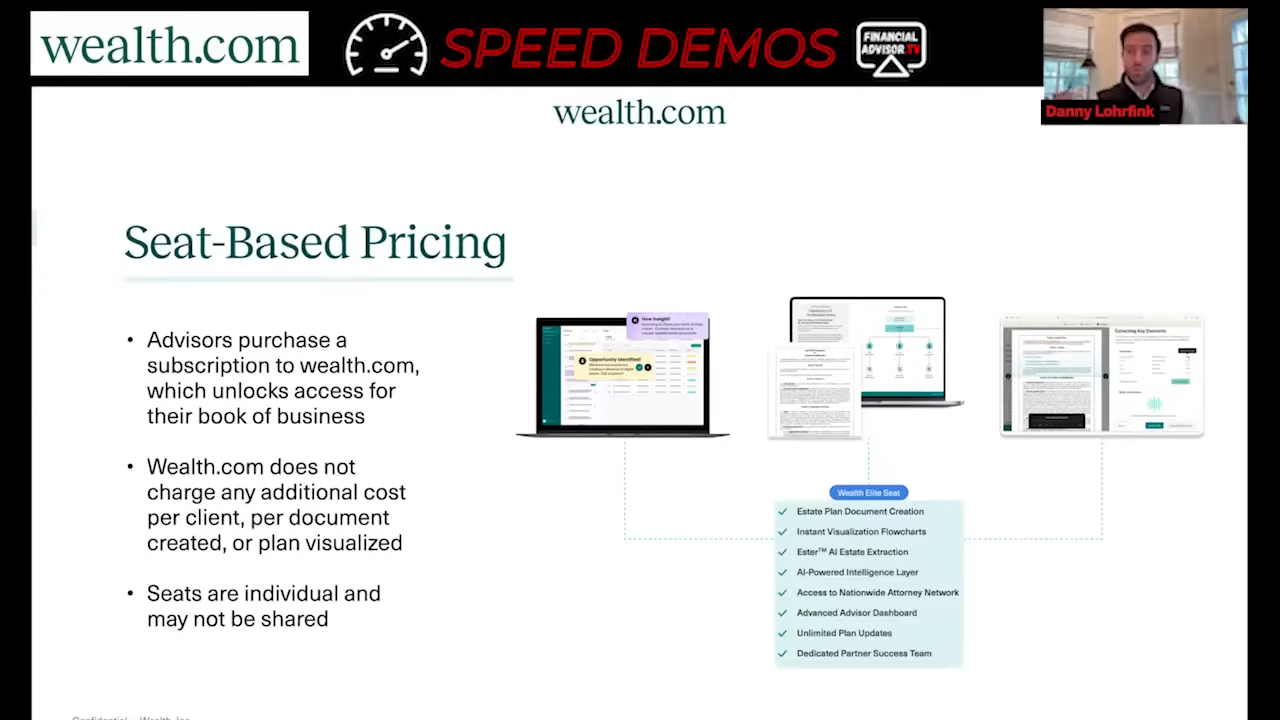 wealth.com
SPEED DEMOS
FINANCIAL
ADVISOR.TV
Danny Lohrfink
wealth.com
Seat-Based Pricing
• Advisors purchase a
subscription to wealth.com,
which unlocks access for
their book of business
• Wealth.com does not
charge any additional cost
per client, per document
created, or plan visualized
• Seats are individual and
may not be shared
New Insight!
Opportunity Identified!
Extracting Key Elements
Wealth Elite Seat
Estate Plan Document Creation
Instant Visualization Flowcharts
Ester™ AI Estate Extraction
AI-Powered Intelligence Layer
Access to Nationwide Attorney Network
Advanced Advisor Dashboard
Unlimited Plan Updates
Dedicated Partner Success Team